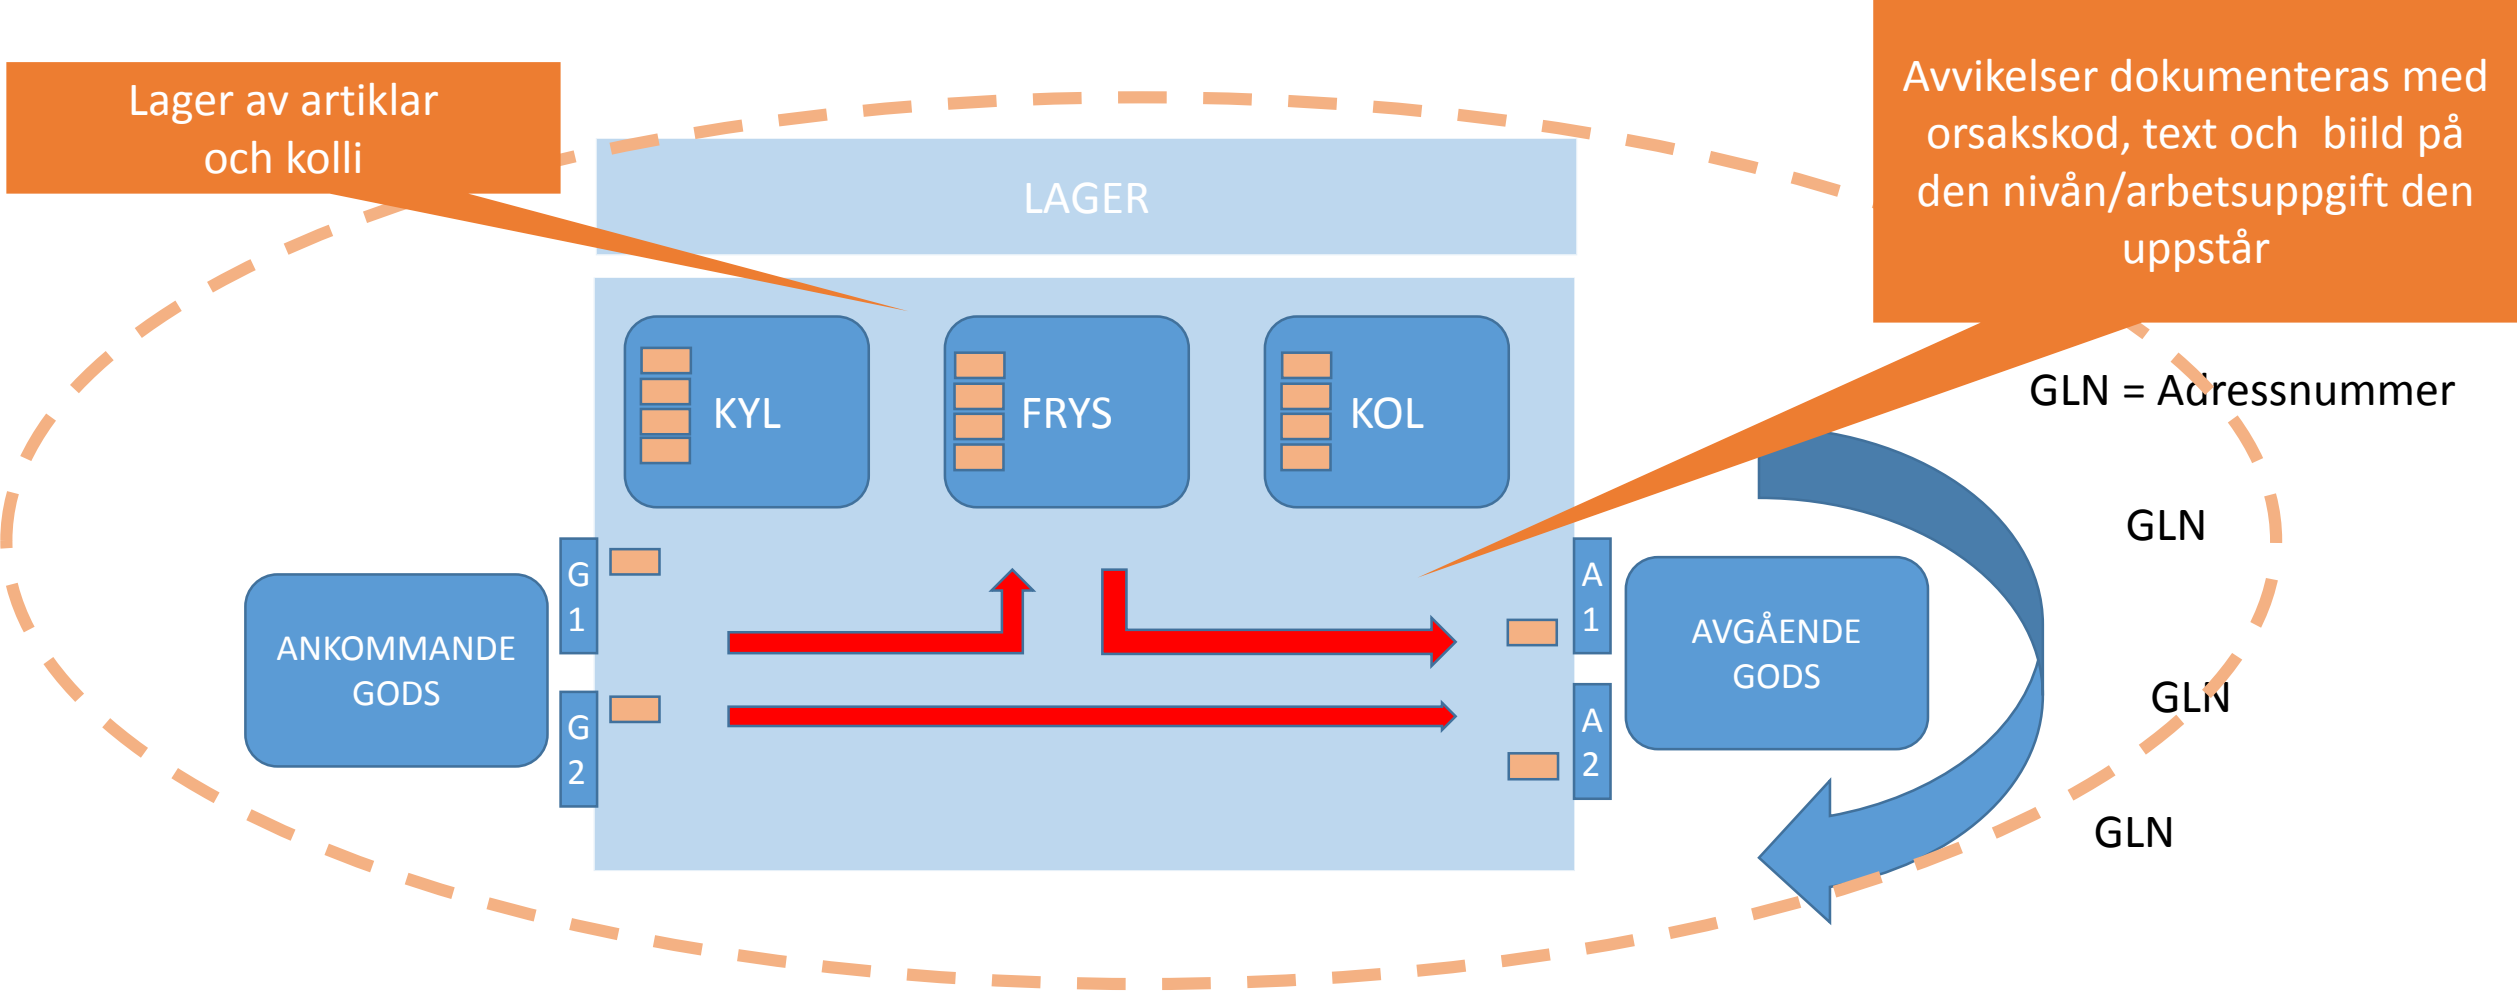 Lager av artiklar
och kolli
Avvikelser dokumenteras med
orsakskod, text och  biild på
den nivån/arbetsuppgift den
uppstår
LAGER
KYL
FRYS
KOL
GLN = Adressnummer
GLN
GLN
GLN
G
1
G
2
ANKOMMANDE
GODS
A
1
A
2
AVGÅENDE
GODS